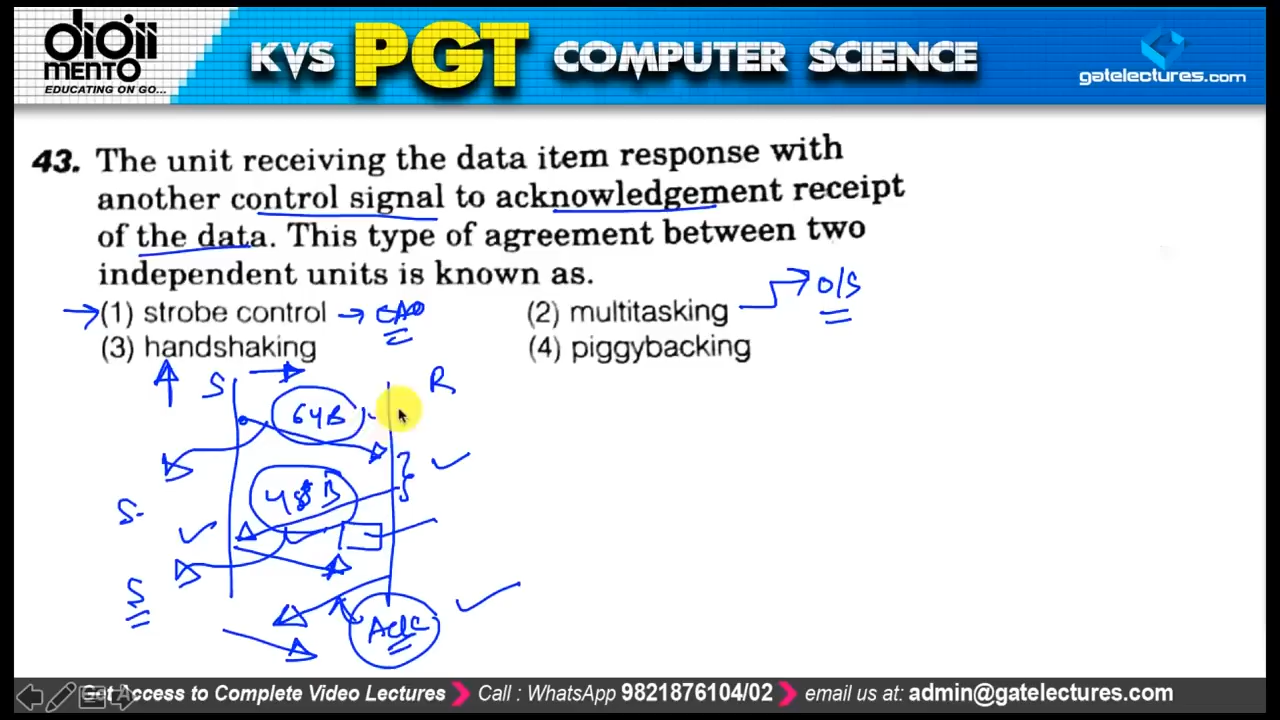 digii
MENTO
EDUCATING ON GO...
KVS PGT COMPUTER SCIENCE
gatelectures.com
43. The unit receiving the data item response with
another control signal to acknowledgement receipt
of the data. This type of agreement between two
independent units is known as.
(1) strobe control → CAO
(2) multitasking
O/S
(3) handshaking
(4) piggybacking
S
R
64B
S
S
Ack
Get Access to Complete Video Lectures
Call : WhatsApp 9821876104/02
email us at: admin@gatelectures.com